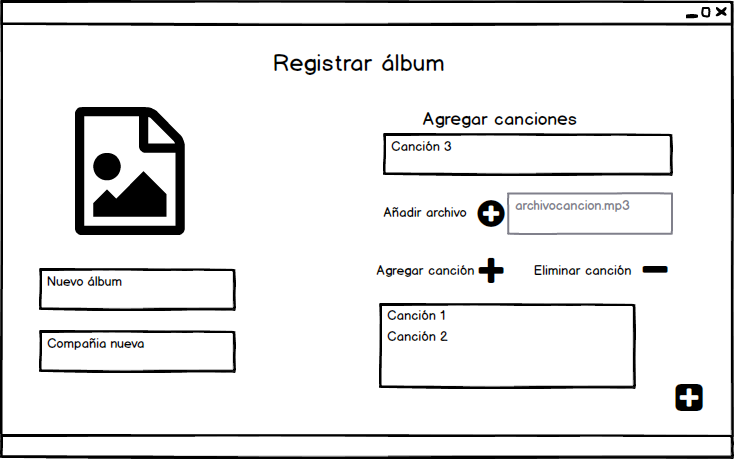 Registrar álbum
Agregar canciones
Canción 3
Añadir archivo
archivocancion.mp3
Nuevo álbum
Compañia nueva
Agregar canción
Eliminar canción
Canción 1
Canción 2